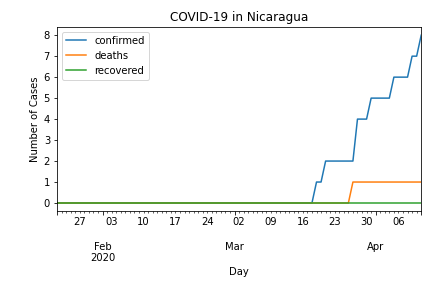 COVID-19 in Nicaragua
confirmed
deaths
recovered
Number of Cases
8
7
6
5
4
3
2
1
0
27 03 10 17 24 02 09 16 23 30 06
Feb Mar Apr
2020
Day